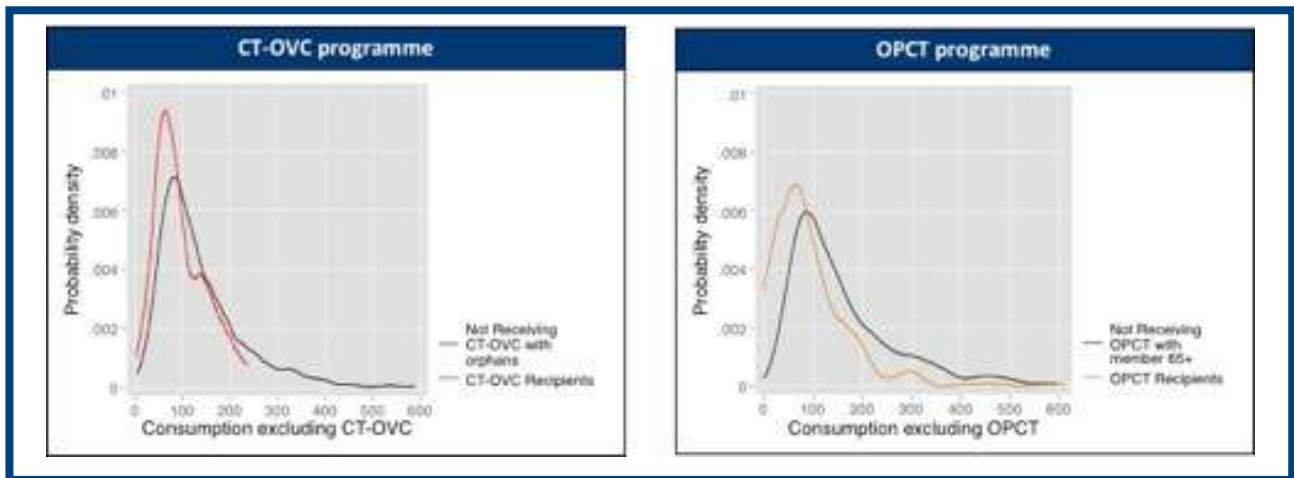 CT-OVC programme
.01
.008
.006
.004
.002
0
Probability density
0 100 200 300 400 500 600
Consumption excluding CT-OVC
Not Receiving
CT-OVC with
orphans
CT-OVC Recipients
OPCT programme
.01
.008
.006
.004
.002
0
Probability density
0 100 200 300 400 500 600
Consumption excluding OPCT
Not Receiving
OPCT with
member 65+
OPCT Recipients